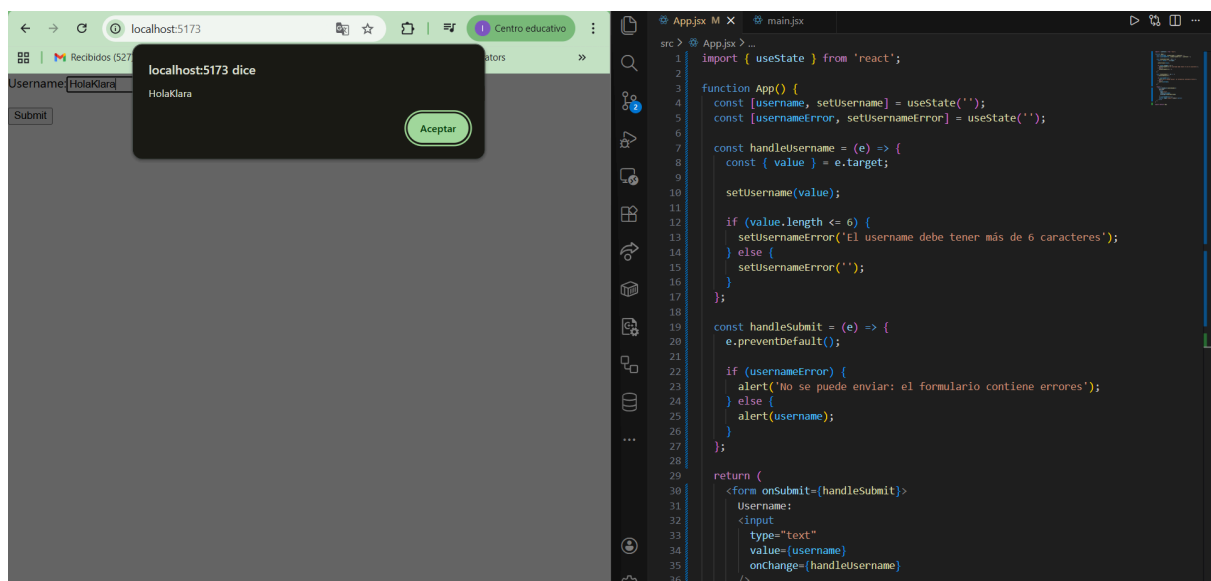 localhost:5173
Centro educativo
Recibidos (527
ators
»
localhost:5173 dice
HolaKlara
Aceptar
Username:
HolaKlara
Submit
2
App.jsx M
main.jsx
src > App.jsx > ...
1 import { useState } from 'react';
2
3 function App() {
4 const [username, setUsername] = useState('');
5 const [usernameError, setUsernameError] = useState('');
6
7 const handleUsername = (e) => {
8 const { value } = e.target;
9
10 setUsername(value);
11
12 if (value.length <= 6) {
13 setUsernameError('El username debe tener más de 6 caracteres');
14 } else {
15 setUsernameError('');
16 }
17 };
18
19 const handleSubmit = (e) => {
20 e.preventDefault();
21
22 if (usernameError) {
23 alert('No se puede enviar: el formulario contiene errores');
24 } else {
25 alert(username);
26 }
27 };
28
29 return (
30 <form onSubmit={handleSubmit}>
31 Username:
32 <input
33 type="text"
34 value={username}
35 onChange={handleUsername}
36 />